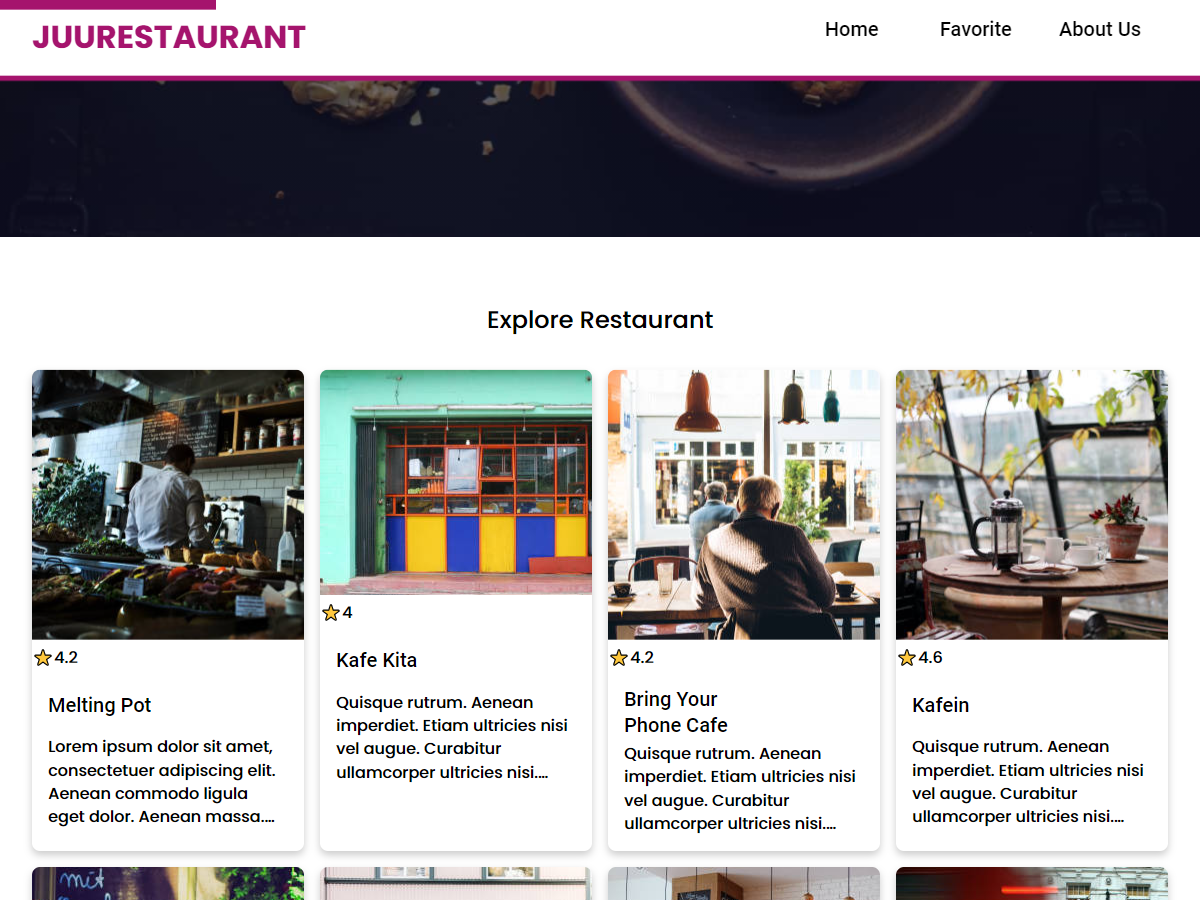 JUURESTAURANT
Home
Favorite
About Us
Explore Restaurant
4.2
Melting Pot
Lorem ipsum dolor sit amet,
consectetuer adipiscing elit.
Aenean commodo ligula
eget dolor. Aenean massa....
4
Kafe Kita
Quisque rutrum. Aenean
imperdiet. Etiam ultricies nisi
vel augue. Curabitur
ullamcorper ultricies nisi....
4.2
Bring Your
Phone Cafe
Quisque rutrum. Aenean
imperdiet. Etiam ultricies nisi
vel augue. Curabitur
ullamcorper ultricies nisi....
4.6
Kafein
Quisque rutrum. Aenean
imperdiet. Etiam ultricies nisi
vel augue. Curabitur
ullamcorper ultricies nisi....
mit